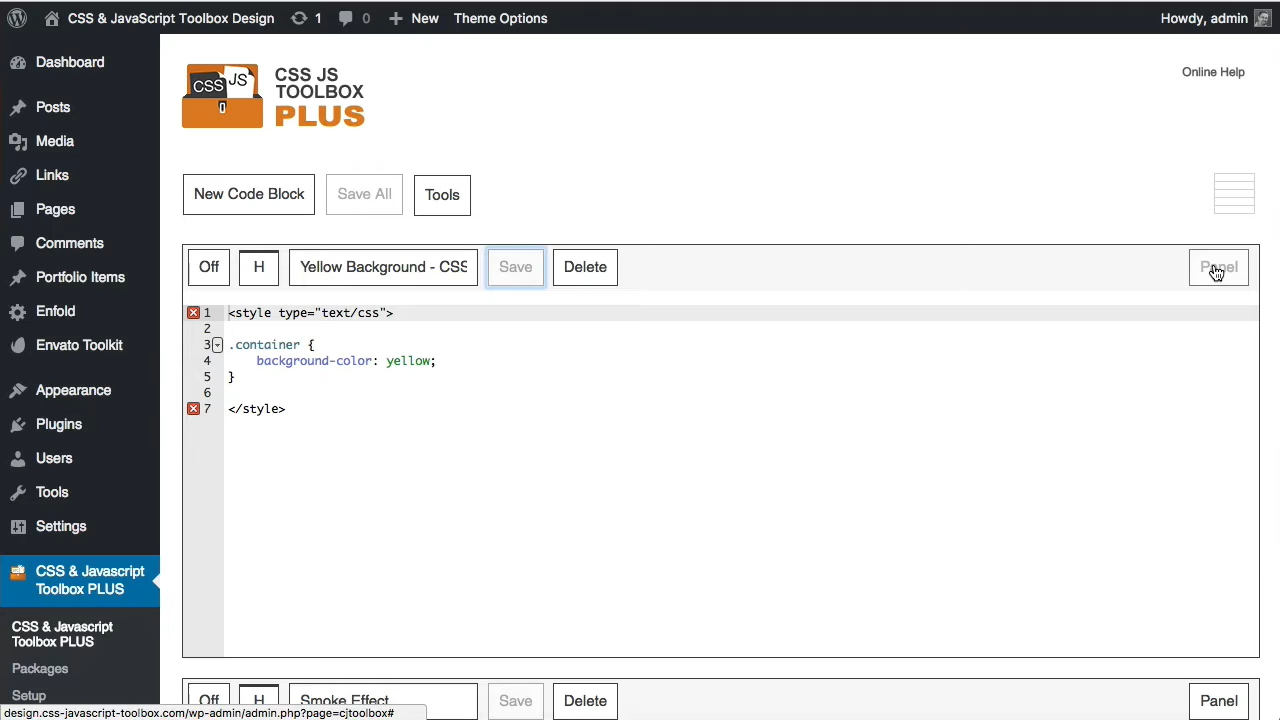 CSS & JavaScript Toolbox Design 1 0 New Theme Options Howdy, admin
Dashboard
Posts
Media
Links
Pages
Comments
Portfolio Items
Enfold
Envato Toolkit
Appearance
Plugins
Users
Tools
Settings
CSS & Javascript
Toolbox PLUS
CSS & Javascript
Toolbox PLUS
Packages
Setup
CSS JS
CSS JS
TOOLBOX
PLUS
Online Help
New Code Block Save All Tools
Off H Yellow Background - CSS Save Delete Panel
1 <style type="text/css">
2
3 .container {
4 background-color: yellow;
5 }
6
7 </style>
Off H Smoke Effect Save Delete Panel
design.css-javascript-toolbox.com/wp-admin/admin.php?page=cjtoolbox#